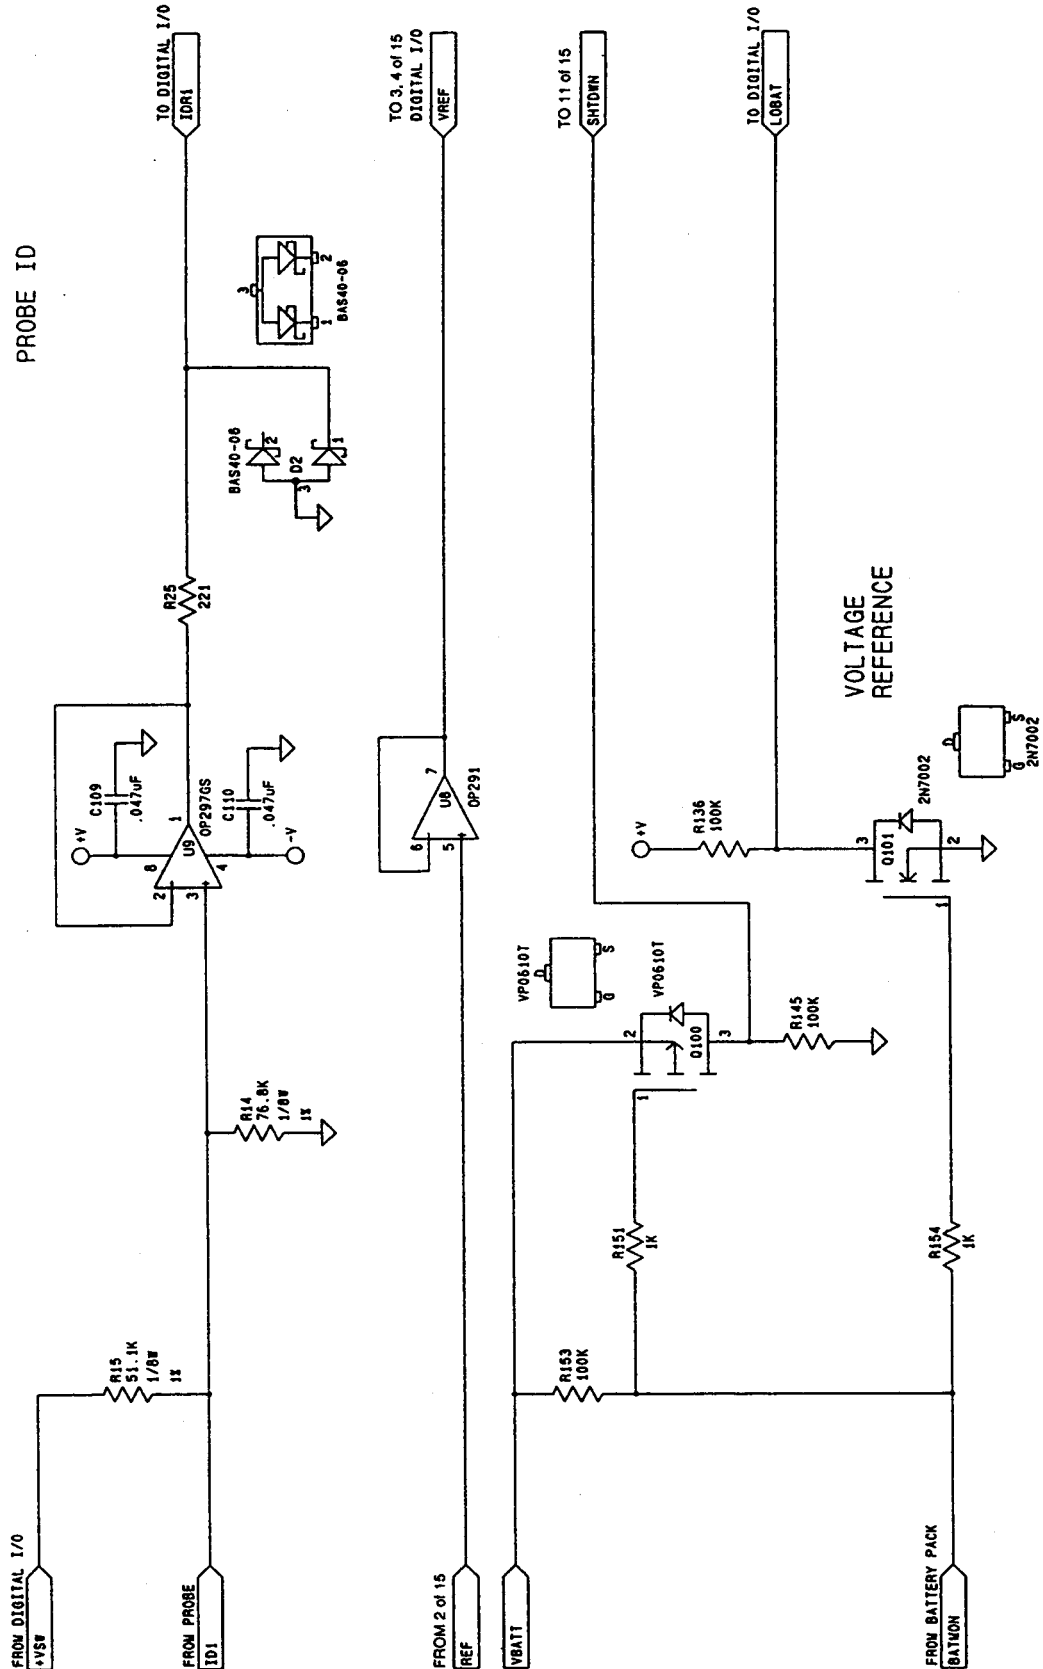 PROBE ID
FROM DIGITAL I/O
+VSW
R15
51.1K
1/8W
1%
FROM PROBE
ID1
R14
76.8K
1/8W
1%
+V
C109
.047uF
8
2
3
1
4
U9
OP297GS
C110
.047uF
-V
R25
221
BAS40-06
2
D2
3
1
3
1
2
BAS40-06
TO DIGITAL I/O
IDR1
FROM 2 of 15
REF
6
5
7
U8
OP291
TO 3, 4 of 15
DIGITAL I/O
VREF
VBATT
R153
100K
R151
1K
VP0610T
D
G
S
VP0610T
2
1
3
Q100
R145
100K
TO 11 of 15
SHTDWN
FROM BATTERY PACK
BATMON
R154
1K
+V
R136
100K
3
1
2
Q101
2N7002
D
G
S
2N7002
TO DIGITAL I/O
LOBAT
VOLTAGE
REFERENCE